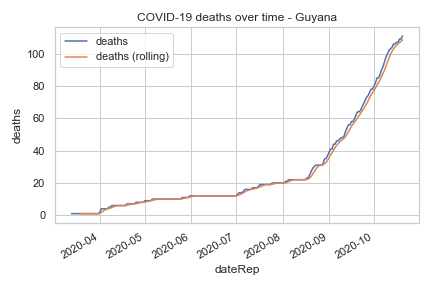 COVID-19 deaths over time - Guyana
deaths
deaths (rolling)
100
80
60
40
20
0
deaths
2020-04
2020-05
2020-06
2020-07
2020-08
2020-09
2020-10
dateRep